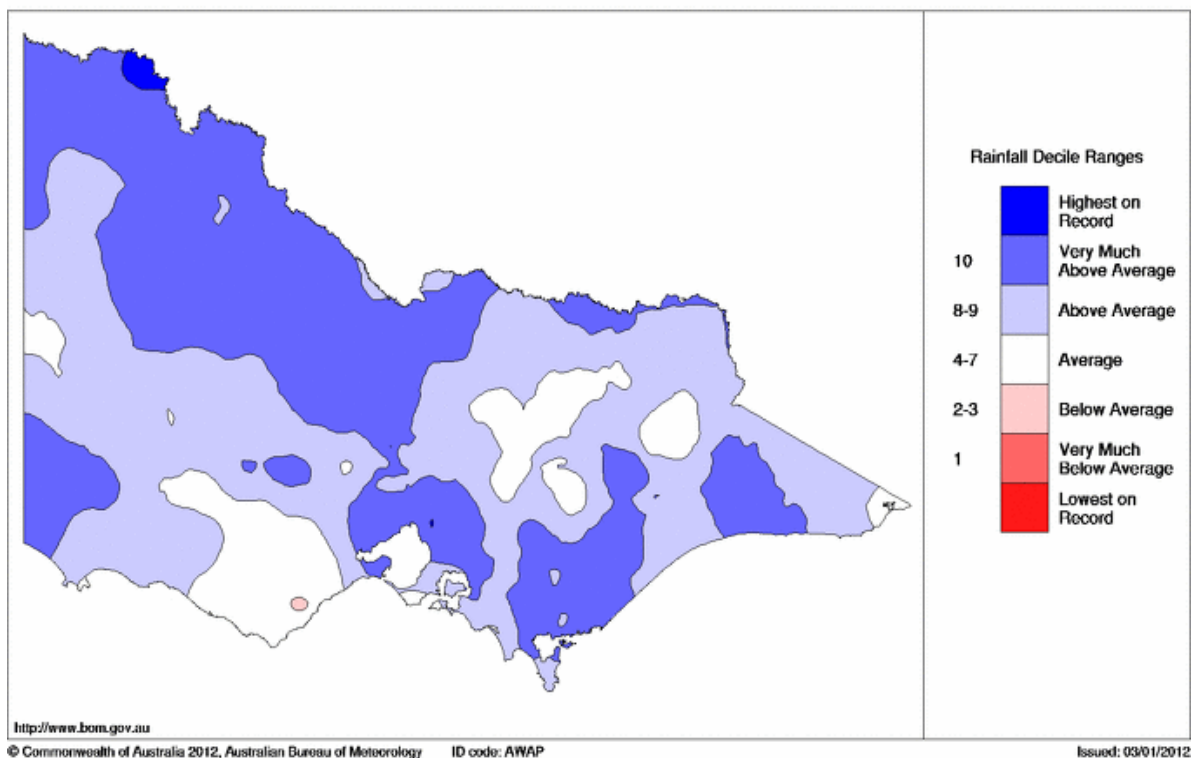 Rainfall Decile Ranges
Highest on
Record
10
Very Much
Above Average
8-9
Above Average
4-7
Average
2-3
Below Average
1
Very Much
Below Average
Lowest on
Record
http://www.bom.gov.au
© Commonwealth of Australia 2012, Australian Bureau of Meteorology ID code: AWAP Issued: 03/01/2012